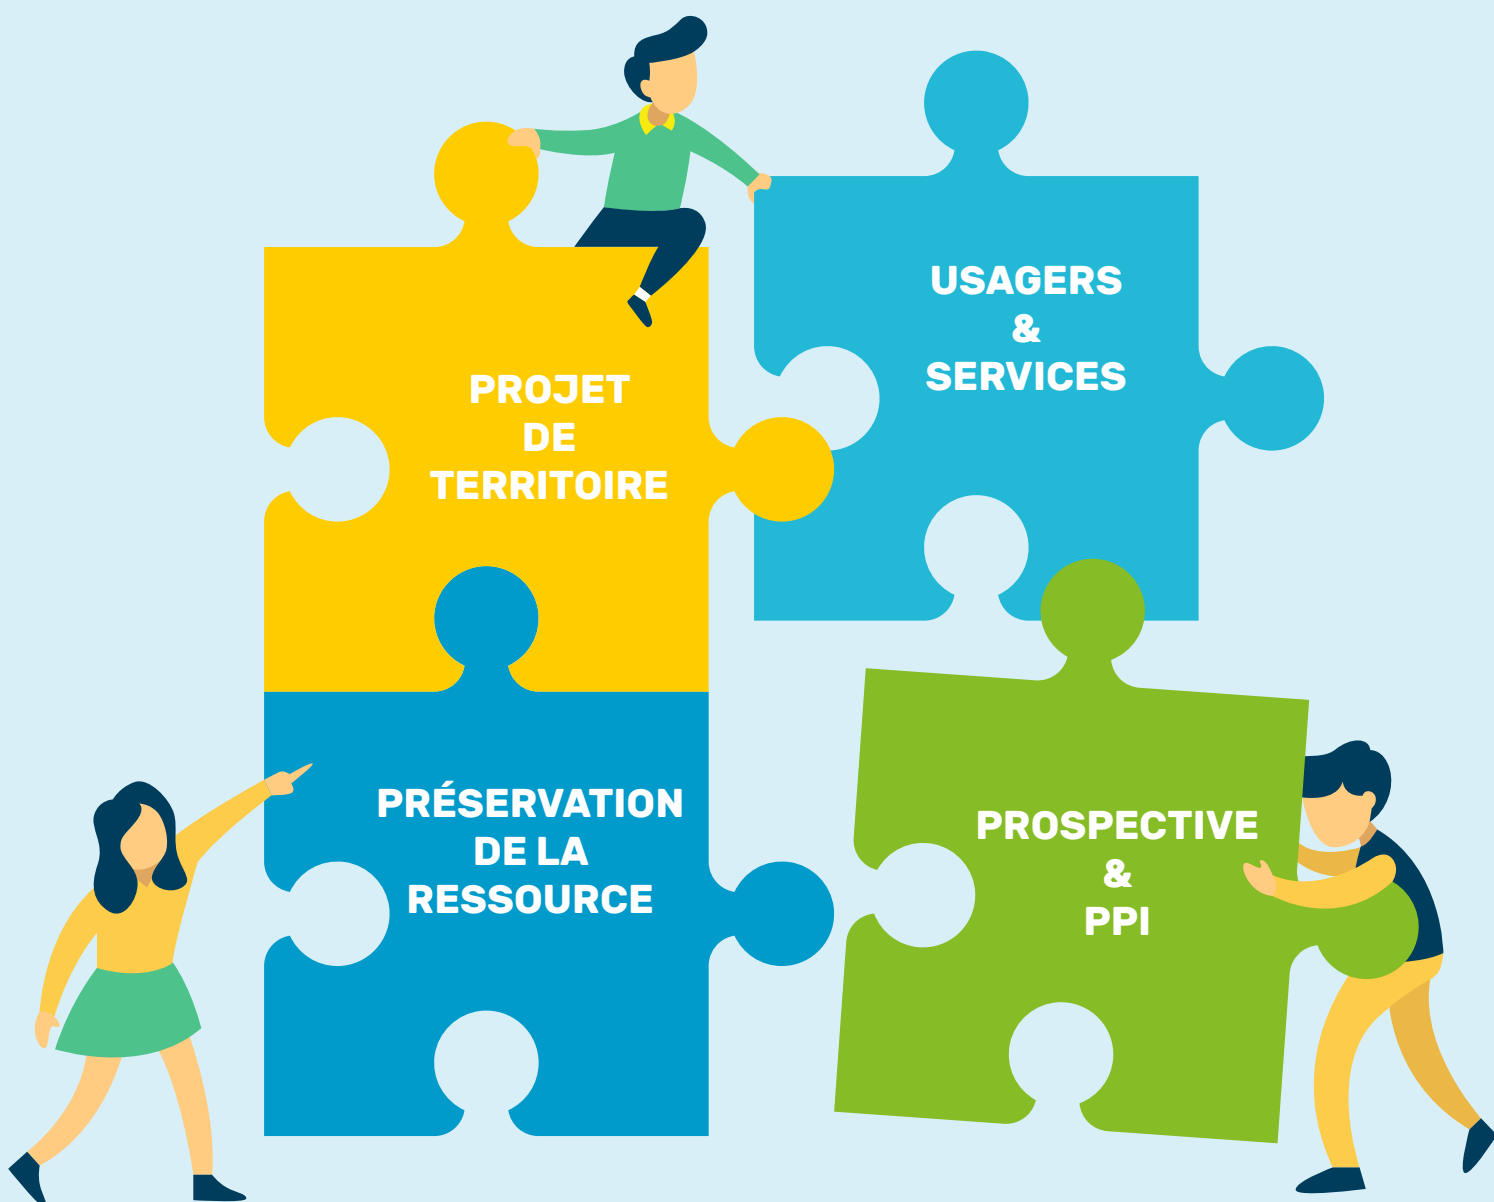 PROJET
DE
TERRITOIRE
USAGERS
&
SERVICES
PRÉSERVATION
DE LA
RESSOURCE
PROSPECTIVE
&
PPI